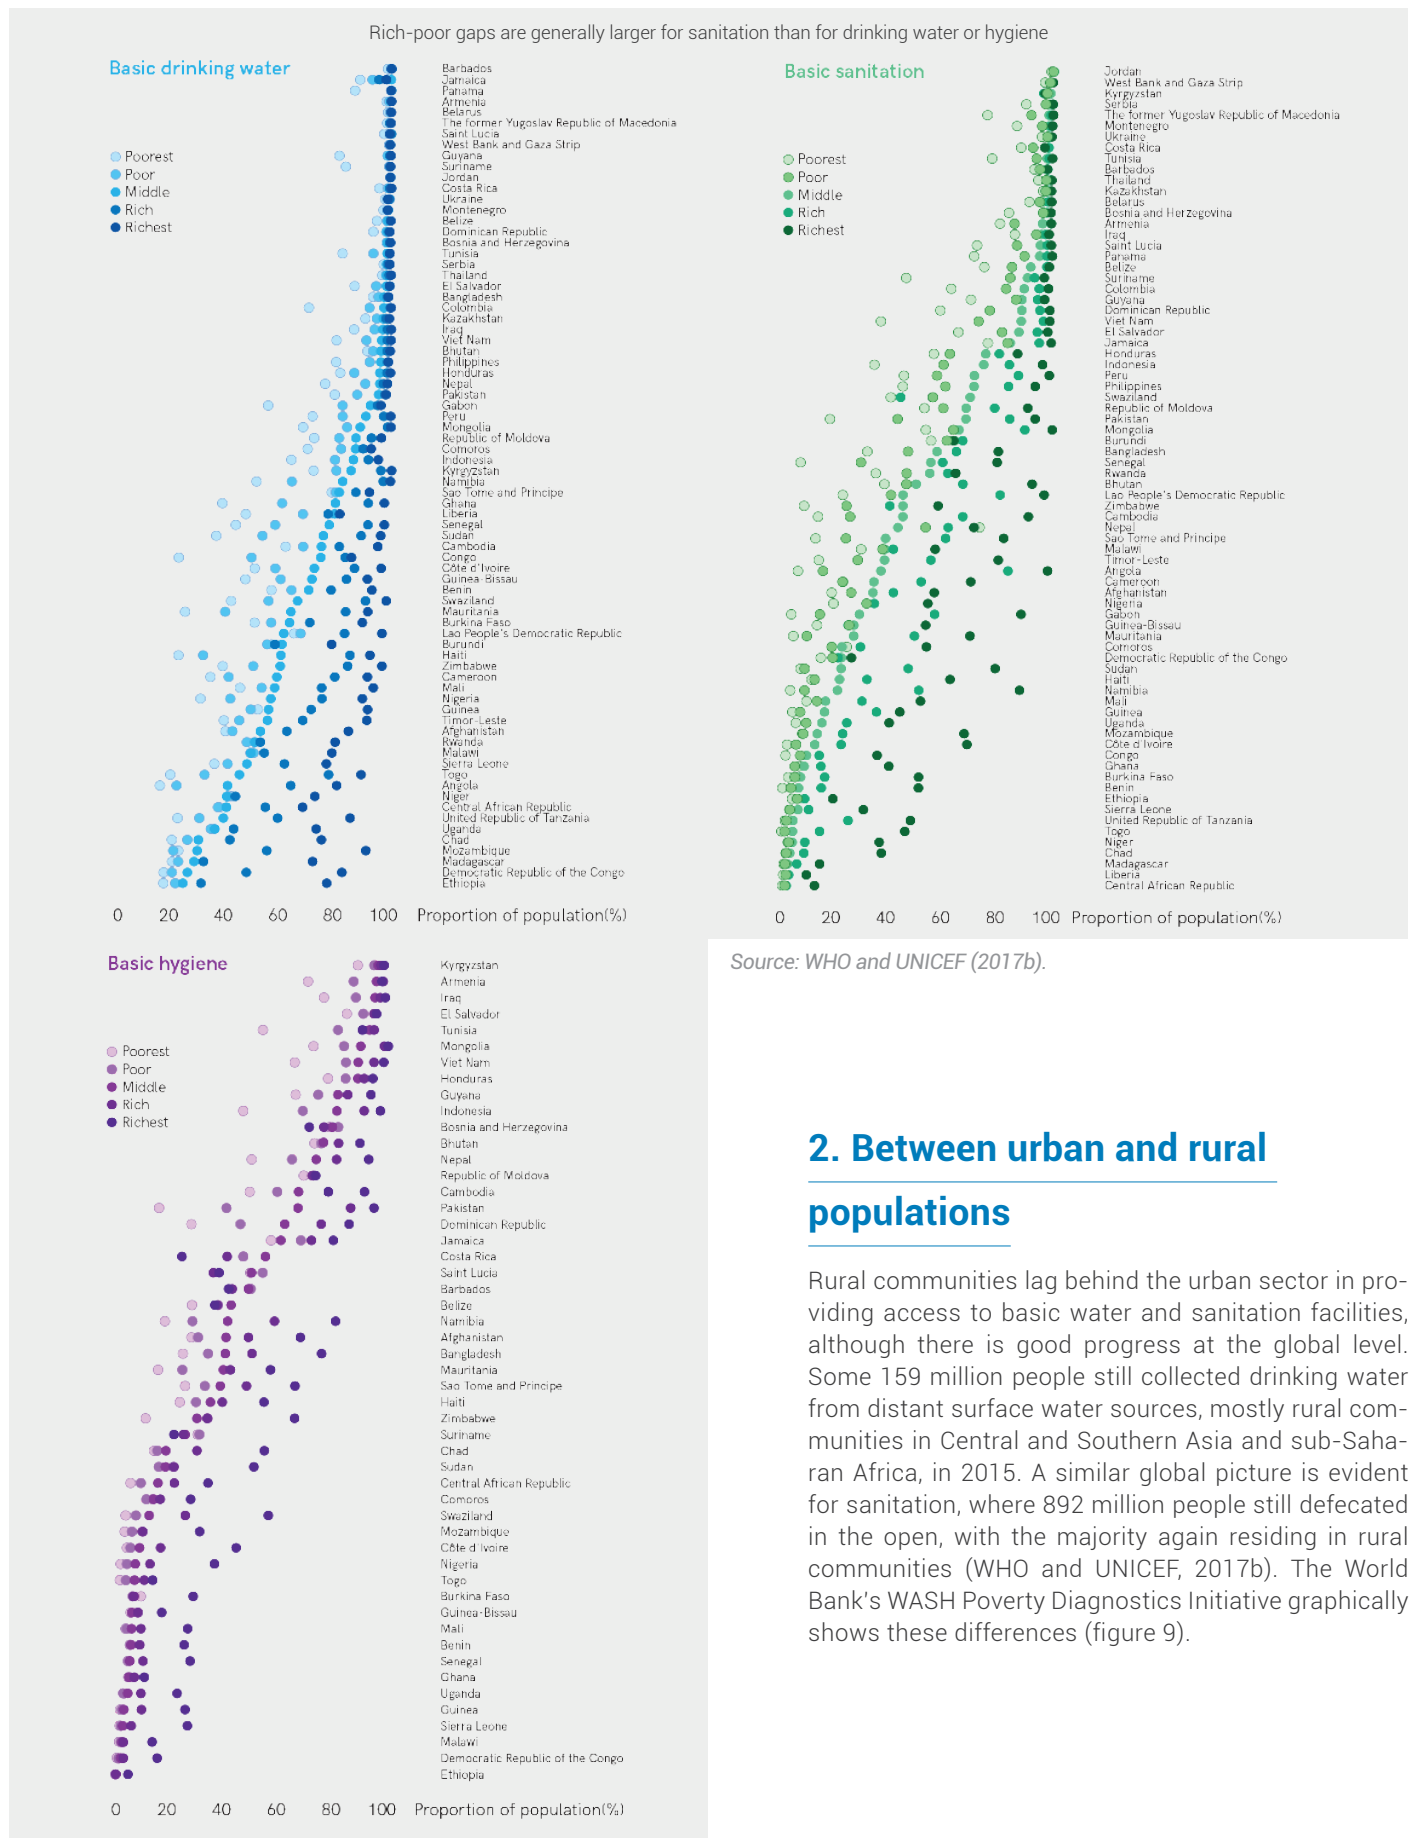 Rich-poor gaps are generally larger for sanitation than for drinking water or hygiene
Basic drinking water
Poorest
Poor
Middle
Rich
Richest
Barbados
Jamaica
Panama
Armenia
Belarus
The former Yugoslav Republic of Macedonia
Saint Lucia
West Bank and Gaza Strip
Guyana
Suriname
Jordan
Costa Rica
Ukraine
Montenegro
Belize
Dominican Republic
Bosnia and Herzegovina
Tunisia
Serbia
Thailand
El Salvador
Bangladesh
Colombia
Kazakhstan
Iraq
Viet Nam
Bhutan
Philippines
Honduras
Nepal
Pakistan
Gabon
Peru
Mongolia
Republic of Moldova
Comoros
Indonesia
Kyrgyzstan
Namibia
Sao Tome and Principe
Ghana
Liberia
Senegal
Sudan
Cambodia
Congo
Côte d'Ivoire
Guinea-Bissau
Benin
Swaziland
Mauritania
Burkina Faso
Lao People's Democratic Republic
Burundi
Haiti
Zimbabwe
Cameroon
Mali
Nigeria
Guinea
Timor-Leste
Afghanistan
Rwanda
Malawi
Sierra Leone
Togo
Angola
Niger
Central African Republic
United Republic of Tanzania
Uganda
Chad
Mozambique
Madagascar
Democratic Republic of the Congo
Ethiopia
0 20 40 60 80 100 Proportion of population(%)
Basic sanitation
Poorest
Poor
Middle
Rich
Richest
Jordan
West Bank and Gaza Strip
Kyrgyzstan
Serbia
The former Yugoslav Republic of Macedonia
Montenegro
Ukraine
Costa Rica
Tunisia
Barbados
Thailand
Kazakhstan
Belarus
Bosnia and Herzegovina
Armenia
Iraq
Saint Lucia
Panama
Belize
Suriname
Colombia
Guyana
Dominican Republic
Viet Nam
El Salvador
Jamaica
Honduras
Indonesia
Peru
Philippines
Swaziland
Republic of Moldova
Pakistan
Mongolia
Burundi
Bangladesh
Senegal
Rwanda
Bhutan
Lao People's Democratic Republic
Zimbabwe
Cambodia
Nepal
Sao Tome and Principe
Malawi
Timor-Leste
Angola
Cameroon
Afghanistan
Nigeria
Gabon
Guinea-Bissau
Mauritania
Comoros
Democratic Republic of the Congo
Sudan
Haiti
Namibia
Mali
Guinea
Uganda
Mozambique
Côte d'Ivoire
Congo
Ghana
Burkina Faso
Benin
Ethiopia
Sierra Leone
United Republic of Tanzania
Togo
Niger
Chad
Madagascar
Liberia
Central African Republic
0 20 40 60 80 100 Proportion of population(%)
Basic hygiene
Poorest
Poor
Middle
Rich
Richest
Kyrgyzstan
Armenia
Iraq
El Salvador
Tunisia
Mongolia
Viet Nam
Honduras
Guyana
Indonesia
Bosnia and Herzegovina
Bhutan
Nepal
Republic of Moldova
Cambodia
Pakistan
Dominican Republic
Jamaica
Costa Rica
Saint Lucia
Barbados
Belize
Namibia
Afghanistan
Bangladesh
Mauritania
Sao Tome and Principe
Haiti
Zimbabwe
Suriname
Chad
Sudan
Central African Republic
Comoros
Swaziland
Mozambique
Côte d'Ivoire
Nigeria
Togo
Burkina Faso
Guinea-Bissau
Mali
Benin
Senegal
Ghana
Uganda
Guinea
Sierra Leone
Malawi
Democratic Republic of the Congo
Ethiopia
0 20 40 60 80 100 Proportion of population(%)
Source: WHO and UNICEF (2017b).
2. Between urban and rural
populations
Rural communities lag behind the urban sector in pro-
viding access to basic water and sanitation facilities,
although there is good progress at the global level.
Some 159 million people still collected drinking water
from distant surface water sources, mostly rural com-
munities in Central and Southern Asia and sub-Saha-
ran Africa, in 2015. A similar global picture is evident
for sanitation, where 892 million people still defecated
in the open, with the majority again residing in rural
communities (WHO and UNICEF, 2017b). The World
Bank's WASH Poverty Diagnostics Initiative graphically
shows these differences (figure 9).